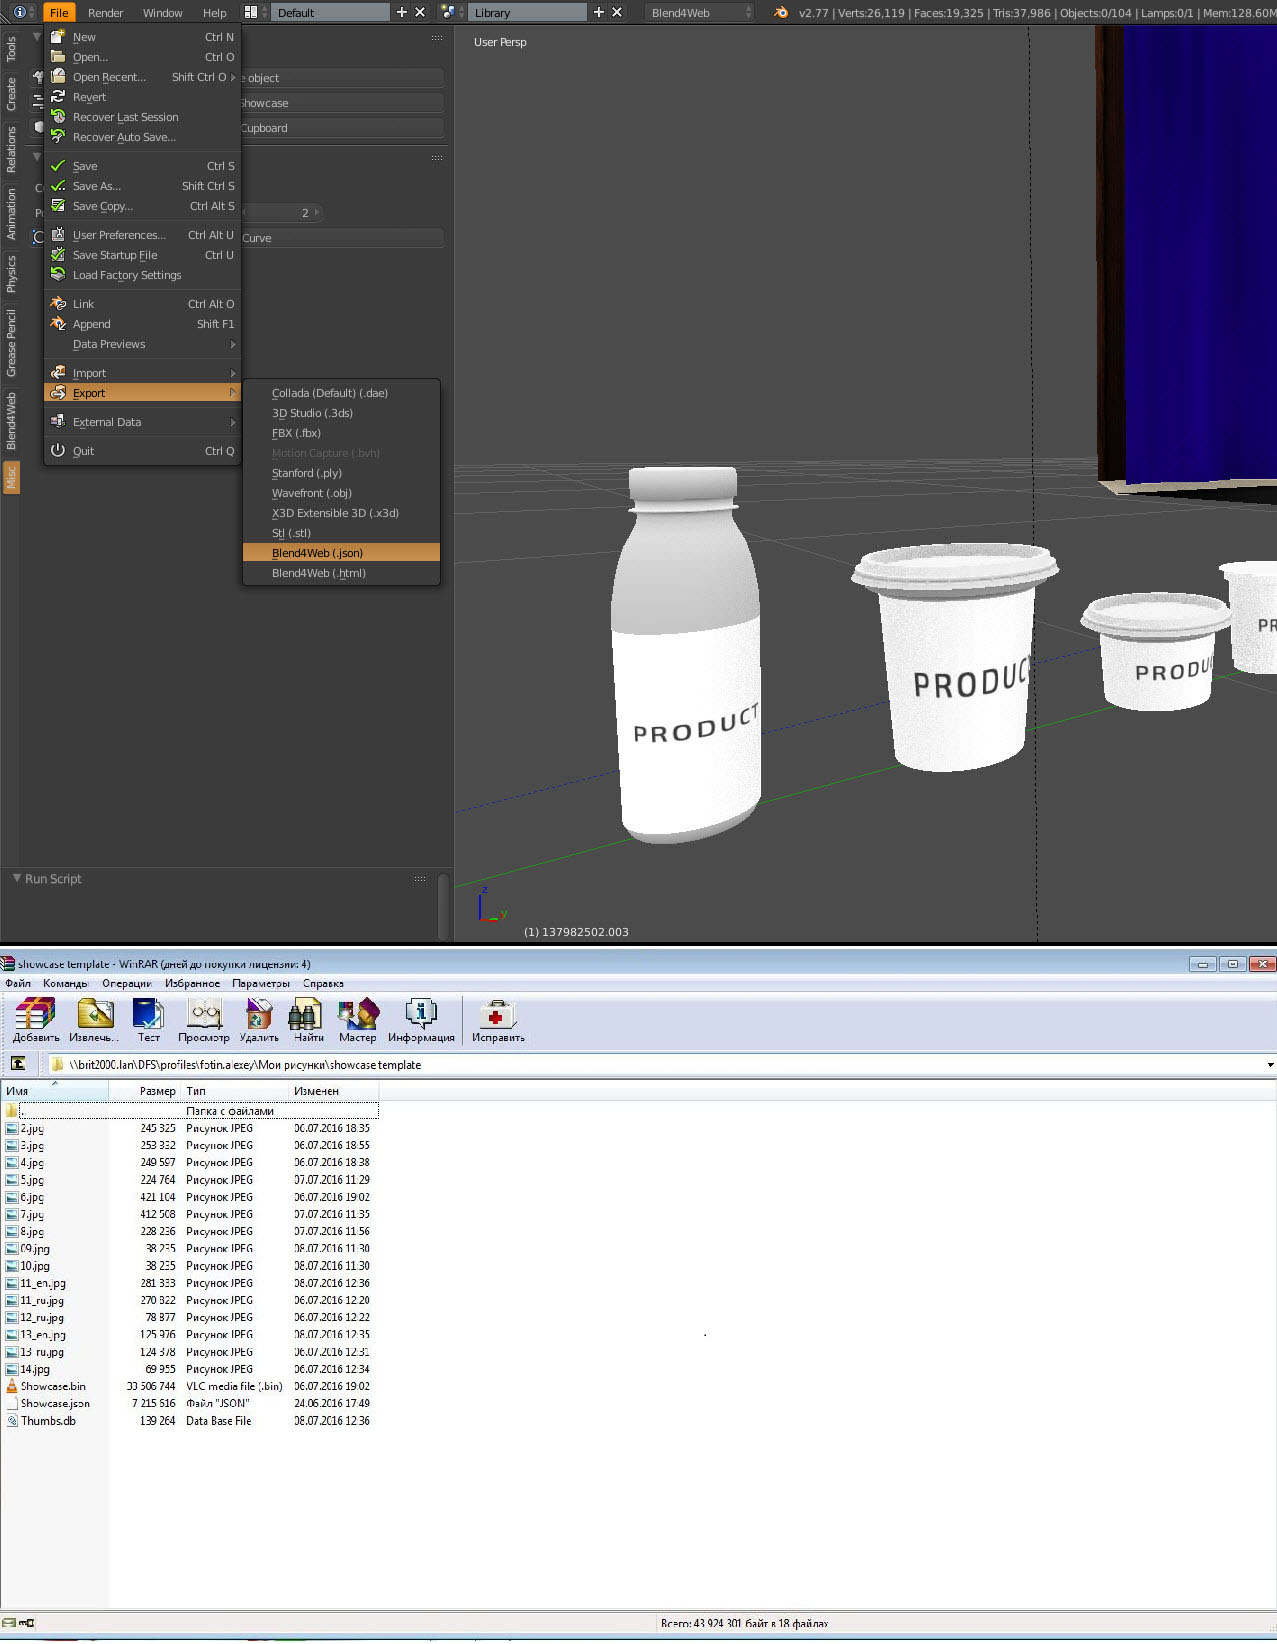 File Render Window Help Default Library Blend4Web v2.77 | Verts:26,119 | Faces:19,325 | Tris:37,986 | Objects:0/104 | Lamps:0/1 | Mem:128.60M
Tools
Create
Relations
Animation
Physics
Grease Pencil
Blend4Web
Misc
New Ctrl N
Open... Ctrl O
Open Recent... Shift Ctrl O
Revert
Recover Last Session
Recover Auto Save...
Save Ctrl S
Save As... Shift Ctrl S
Save Copy... Ctrl Alt S
User Preferences... Ctrl Alt U
Save Startup File Ctrl U
Load Factory Settings
Link Ctrl Alt O
Append Shift F1
Data Previews
Import
Export
External Data
Quit Ctrl Q
e object
Showcase
Cupboard
2
Curve
Collada (Default) (.dae)
3D Studio (.3ds)
FBX (.fbx)
Motion Capture (.bvh)
Stanford (.ply)
Wavefront (.obj)
X3D Extensible 3D (.x3d)
Stl (.stl)
Blend4Web (.json)
Blend4Web (.html)
Run Script
User Persp
PRODUCT
PRODUC
PRODU
PR
z
y
(1) 137982502.003
showcase template - WinRAR (дней до покупки лицензии: 4)
Файл Команды Операции Избранное Параметры Справка
Добавить Извлечь... Тест Просмотр Удалить Найти Мастер Информация Исправить
\\brit2000.lan\DFS\profiles\fotin.alexey\Мои рисунки\showcase template
Имя Размер Тип Изменен
.. Папка с файлами
2.jpg 245 325 Рисунок JPEG 06.07.2016 18:35
3.jpg 253 332 Рисунок JPEG 06.07.2016 18:55
4.jpg 249 597 Рисунок JPEG 06.07.2016 18:38
5.jpg 224 764 Рисунок JPEG 07.07.2016 11:29
6.jpg 421 104 Рисунок JPEG 06.07.2016 19:02
7.jpg 412 508 Рисунок JPEG 07.07.2016 11:35
8.jpg 228 236 Рисунок JPEG 07.07.2016 11:56
09.jpg 38 235 Рисунок JPEG 08.07.2016 11:30
10.jpg 38 235 Рисунок JPEG 08.07.2016 11:30
11_en.jpg 281 333 Рисунок JPEG 08.07.2016 12:36
11_ru.jpg 270 822 Рисунок JPEG 06.07.2016 12:20
12_ru.jpg 78 877 Рисунок JPEG 06.07.2016 12:22
13_en.jpg 125 976 Рисунок JPEG 08.07.2016 12:35
13_ru.jpg 124 378 Рисунок JPEG 06.07.2016 12:31
14.jpg 69 955 Рисунок JPEG 06.07.2016 12:34
Showcase.bin 33 506 744 VLC media file (.bin) 06.07.2016 19:02
Showcase.json 7 215 616 Файл "JSON" 24.06.2016 17:49
Thumbs.db 139 264 Data Base File 08.07.2016 12:36
Всего: 43 924 301 байт в 18 файлах